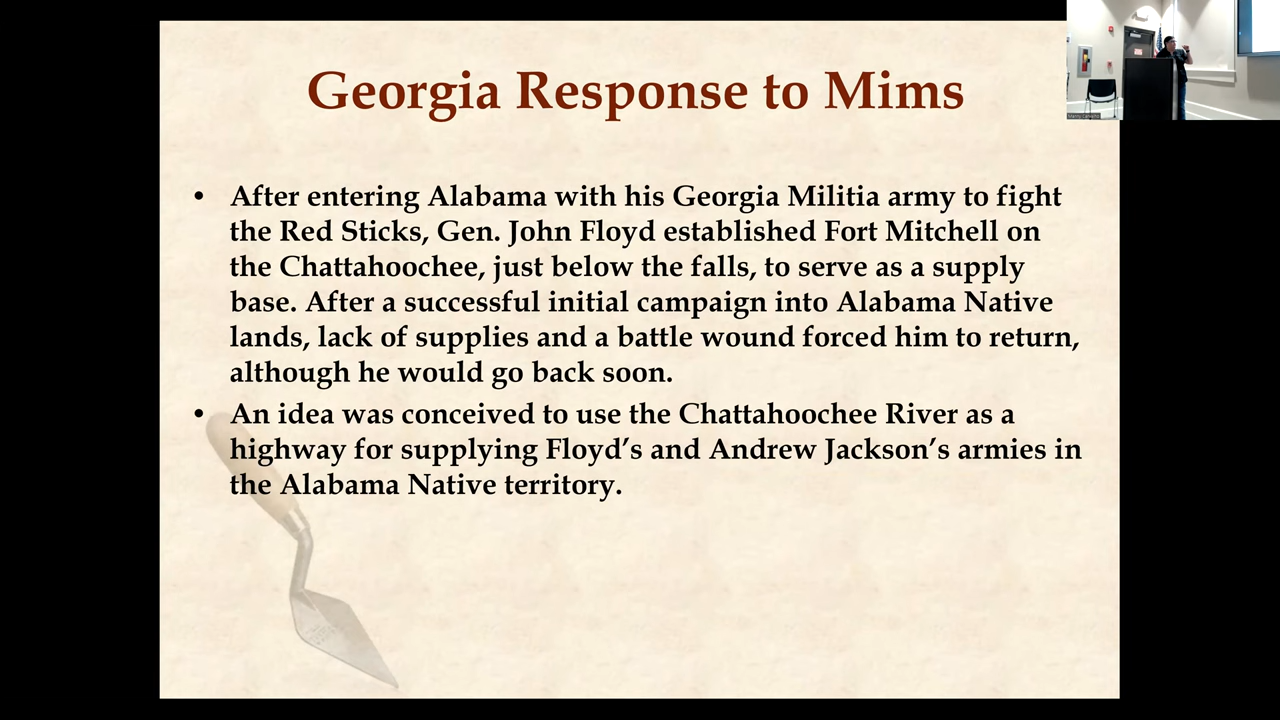 Georgia Response to Mims
• After entering Alabama with his Georgia Militia army to fight
the Red Sticks, Gen. John Floyd established Fort Mitchell on
the Chattahoochee, just below the falls, to serve as a supply
base. After a successful initial campaign into Alabama Native
lands, lack of supplies and a battle wound forced him to return,
although he would go back soon.
• An idea was conceived to use the Chattahoochee River as a
highway for supplying Floyd’s and Andrew Jackson’s armies in
the Alabama Native territory.